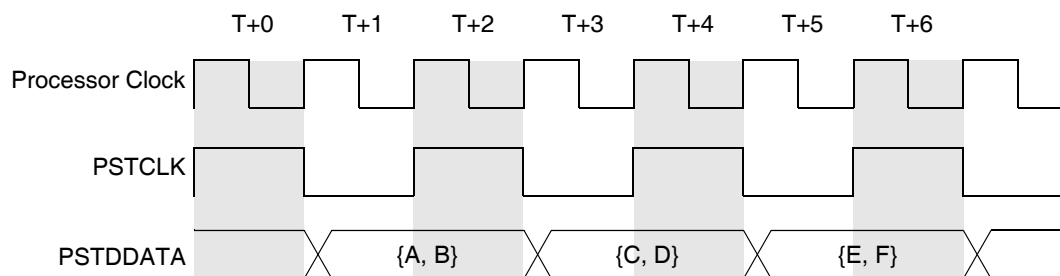 T+0 T+1 T+2 T+3 T+4 T+5 T+6
Processor Clock
PSTCLK
PSTDDATA {A, B} {C, D} {E, F}